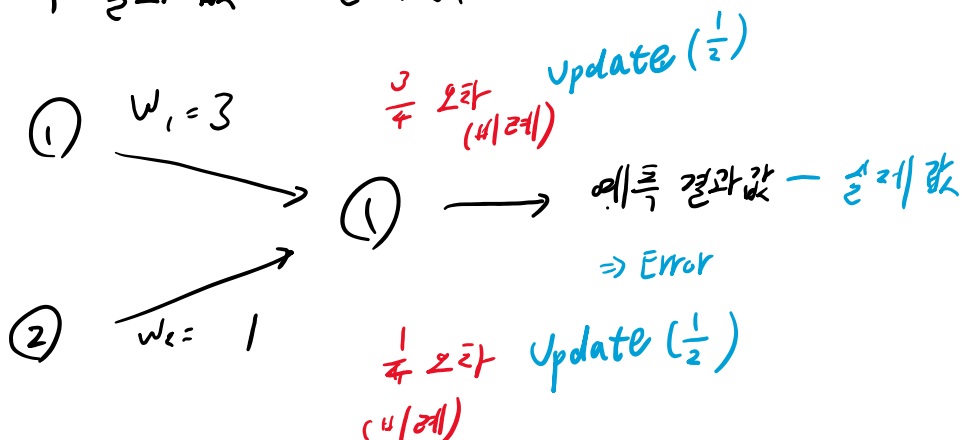 update (1/2)
3/4 오차
(비례)
① W₁ = 3
① → 예측 결과값 - 실제값
⇒ Error
② W₂ = 1
1/4 오차 update (1/2)
(비례)